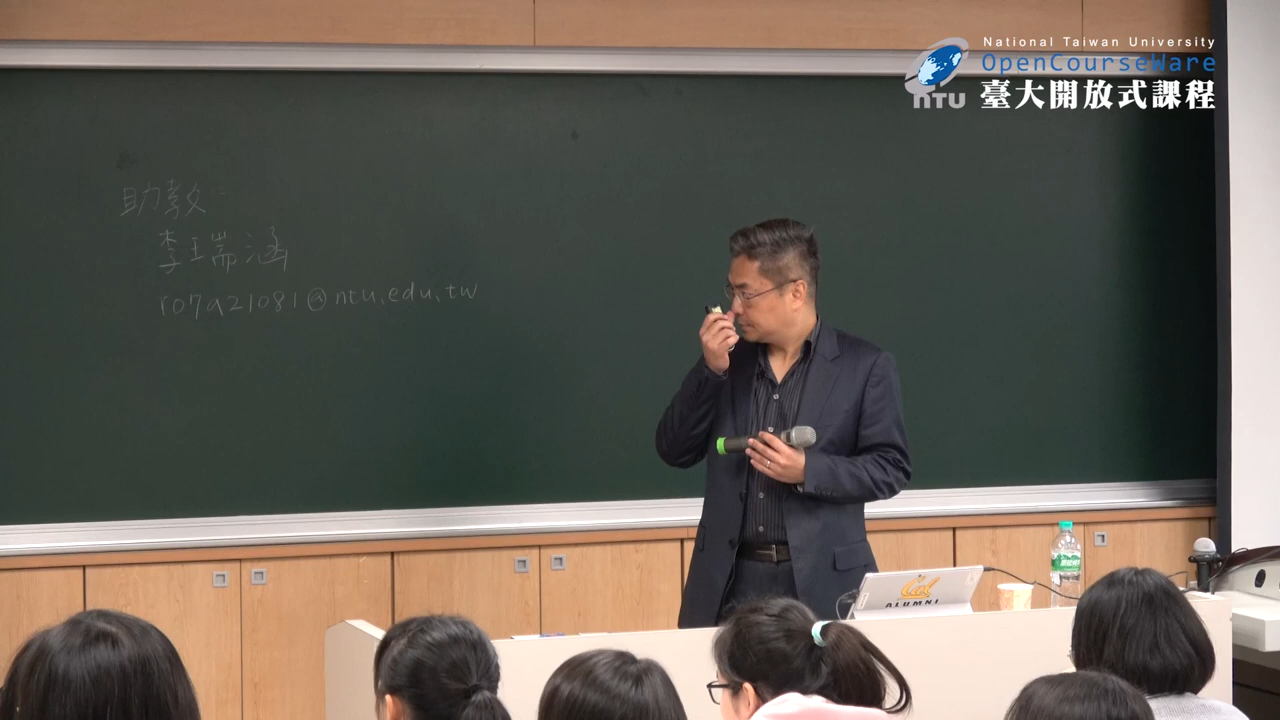 National Taiwan University
OpenCourseWare
NTU
臺大開放式課程
助教:
李瑞涵
r07a21081@ntu.edu.tw
Cal
ALUMNI